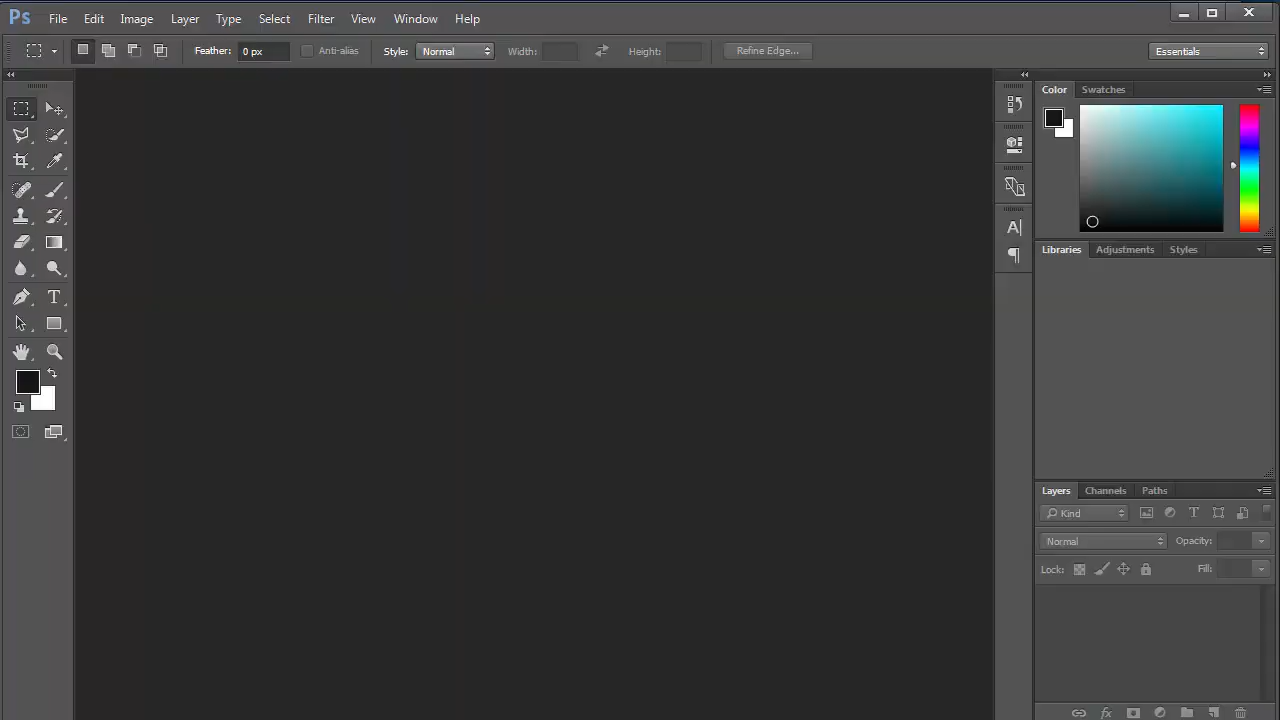 Ps File Edit Image Layer Type Select Filter View Window Help
Feather: 0 px Anti-alias Style: Normal Width: Height: Refine Edge... Essentials
Color Swatches
Libraries Adjustments Styles
Layers Channels Paths
Kind
Normal Opacity:
Lock: Fill: